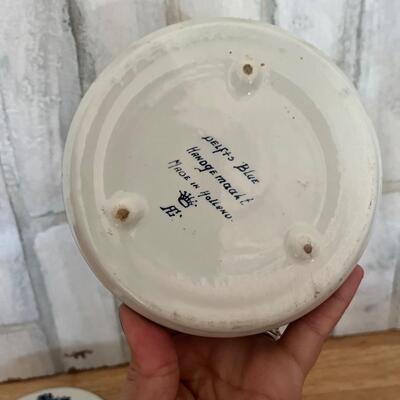 Delfts Blue
Handgemaakt
Made in Holland.